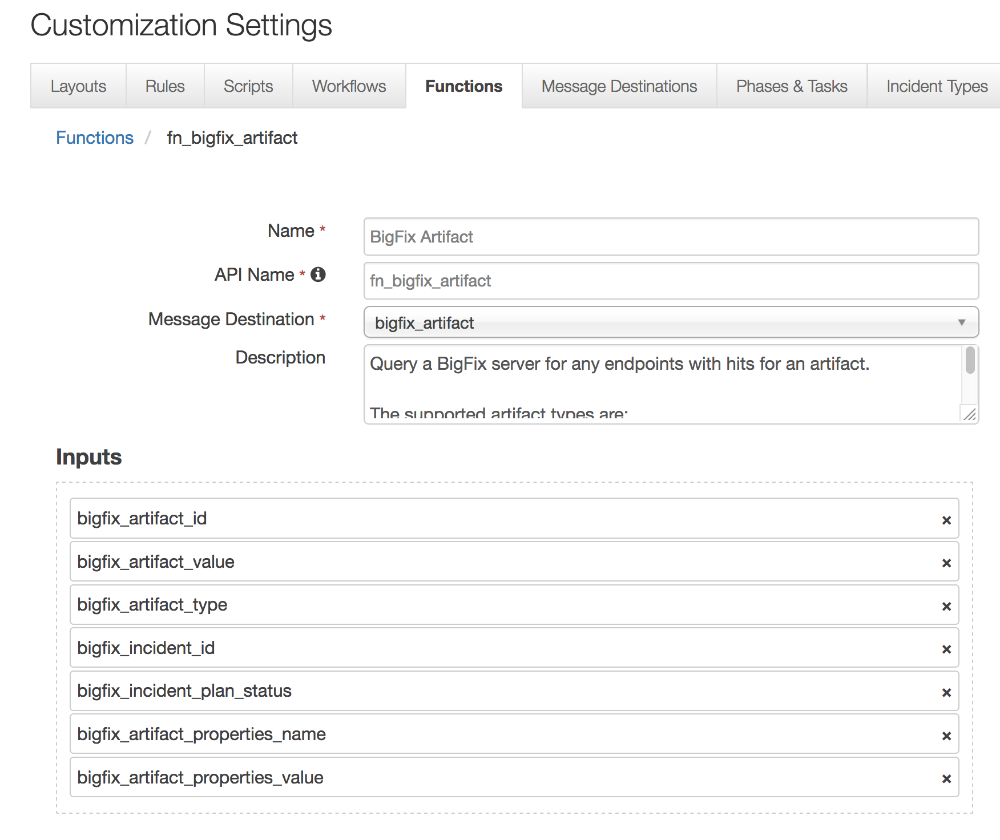 Customization Settings
Layouts Rules Scripts Workflows Functions Message Destinations Phases & Tasks Incident Types
Functions / fn_bigfix_artifact
Name * BigFix Artifact
API Name * fn_bigfix_artifact
Message Destination * bigfix_artifact
Description Query a BigFix server for any endpoints with hits for an artifact.
The supported artifact types are:
Inputs
bigfix_artifact_id ×
bigfix_artifact_value ×
bigfix_artifact_type ×
bigfix_incident_id ×
bigfix_incident_plan_status ×
bigfix_artifact_properties_name ×
bigfix_artifact_properties_value ×